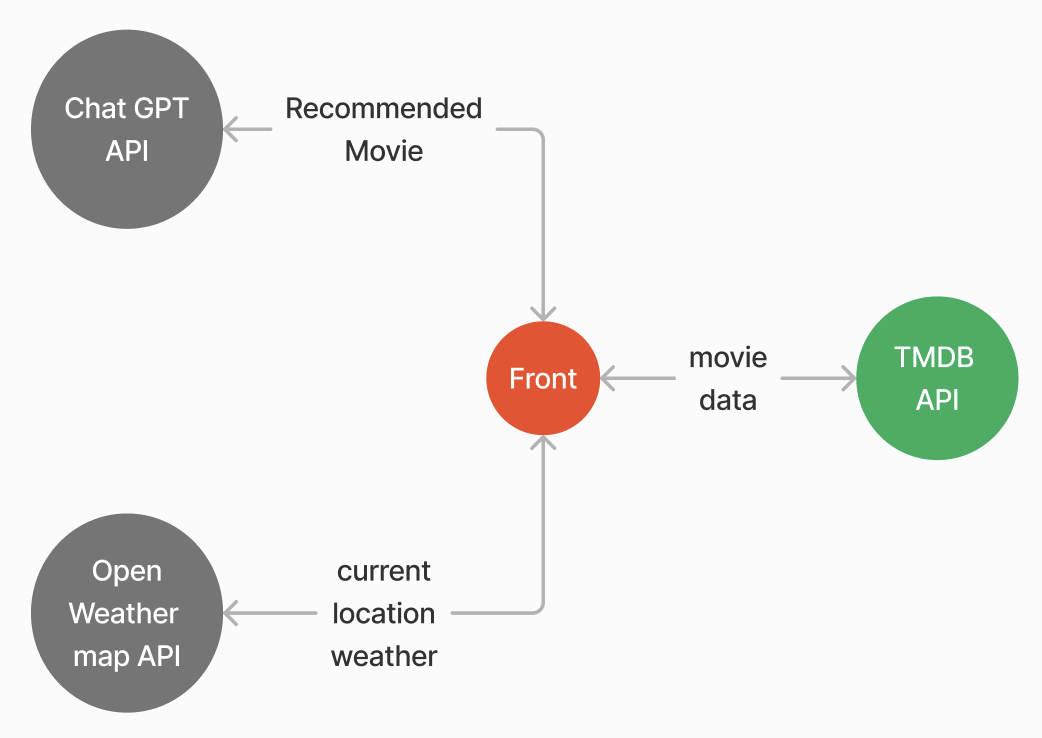 Chat GPT
API
Recommended
Movie
Front
movie
data
TMDB
API
Open
Weather
map API
current
location
weather